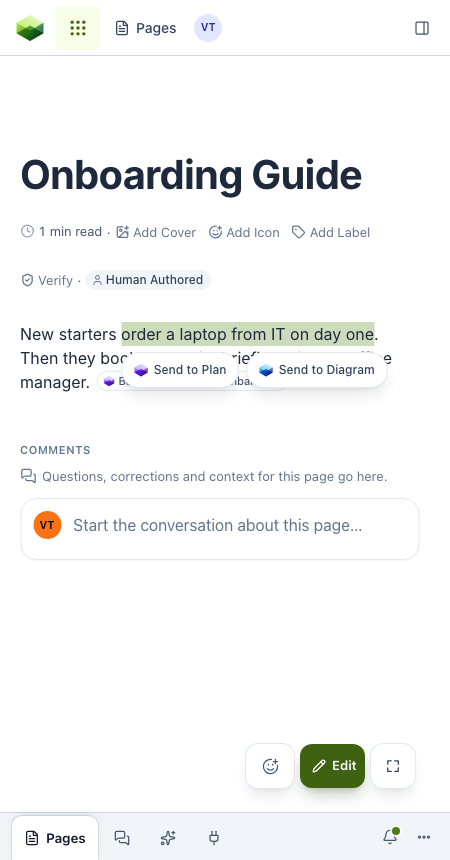 Pages
VT
Onboarding Guide
1 min read · Add Cover Add Icon Add Label
Verify · Human Authored
New starters order a laptop from IT on day one.
Then they
manager.
Send to Plan
Send to Diagram
COMMENTS
Questions, corrections and context for this page go here.
VT
Start the conversation about this page...
Edit
Pages